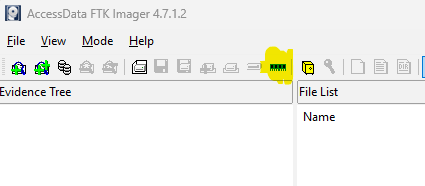 AccessData FTK Imager 4.7.1.2
File View Mode Help
Evidence Tree
File List
Name